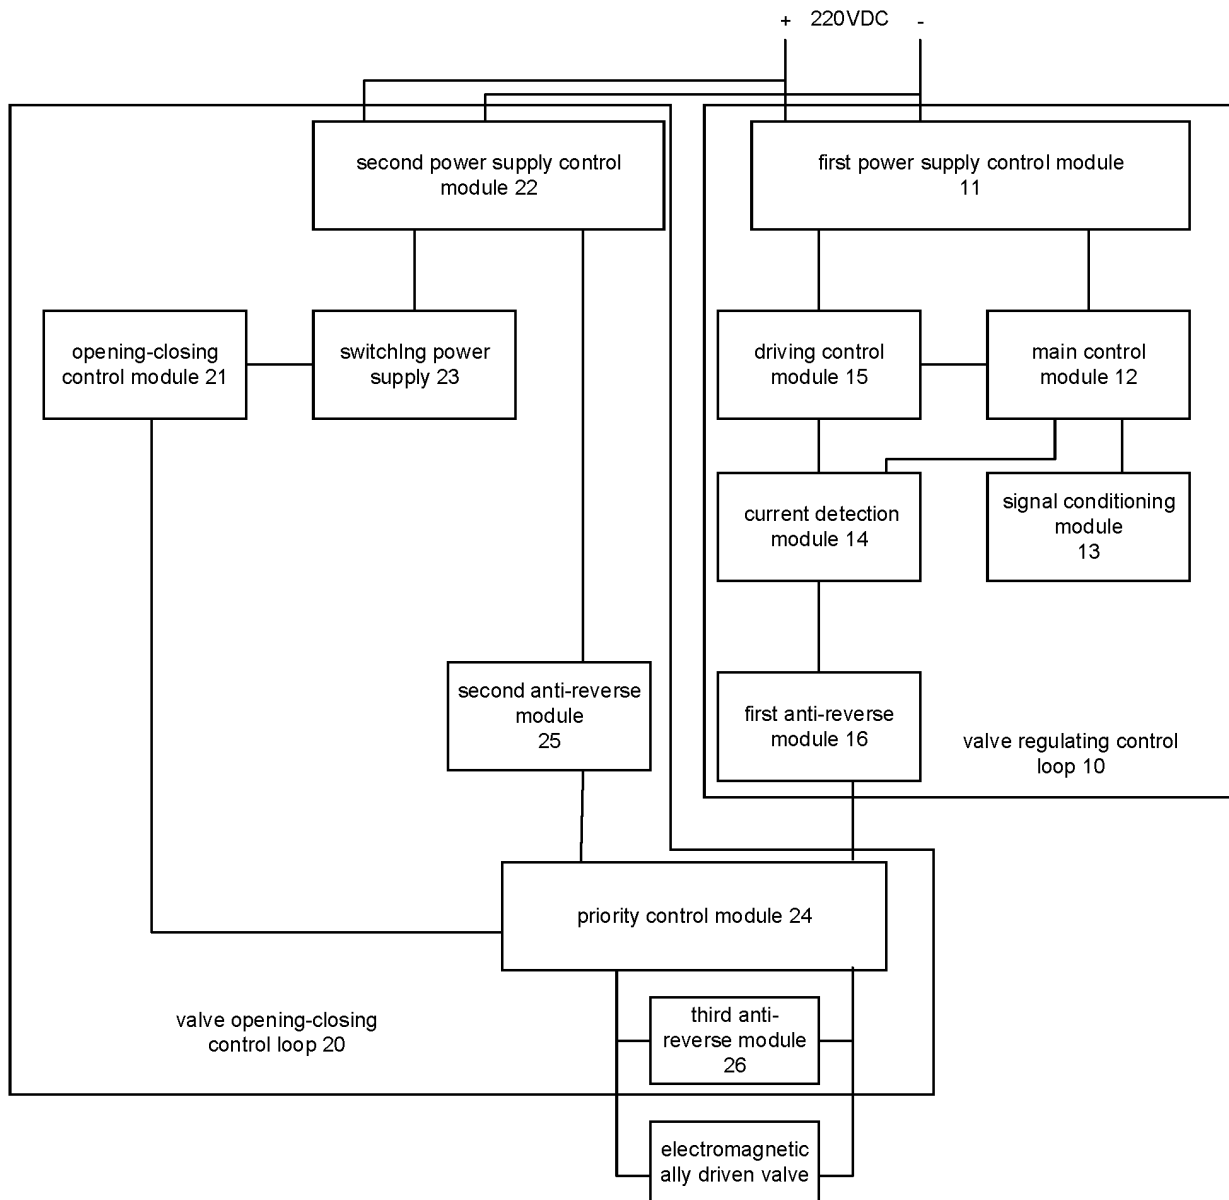 + 220VDC -
second power supply control
module 22
first power supply control module
11
opening-closing
control module 21
switchIng power
supply 23
driving control
module 15
main control
module 12
current detection
module 14
signal conditioning
module
13
second anti-reverse
module
25
first anti-reverse
module 16
valve regulating control
loop 10
priority control module 24
valve opening-closing
control loop 20
third anti-
reverse module
26
electromagnetic
ally driven valve